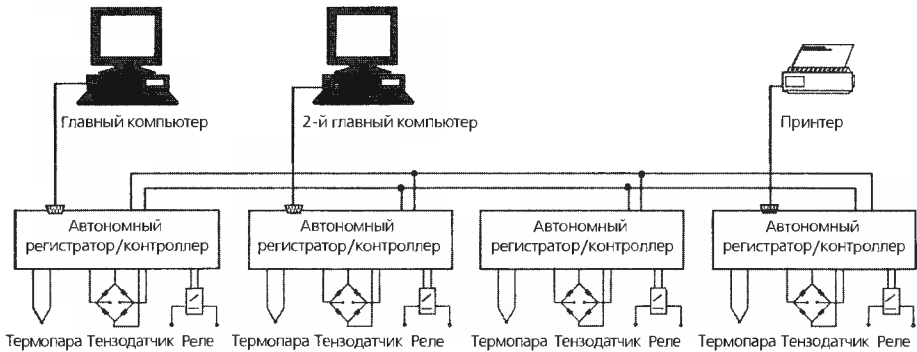 Главный компьютер
2-й главный компьютер
Принтер
Автономный
регистратор/контроллер
Автономный
регистратор/контроллер
Автономный
регистратор/контроллер
Автономный
регистратор/контроллер
Термопара Тензодатчик Реле
Термопара Тензодатчик Реле
Термопара Тензодатчик Реле
Термопара Тензодатчик Реле